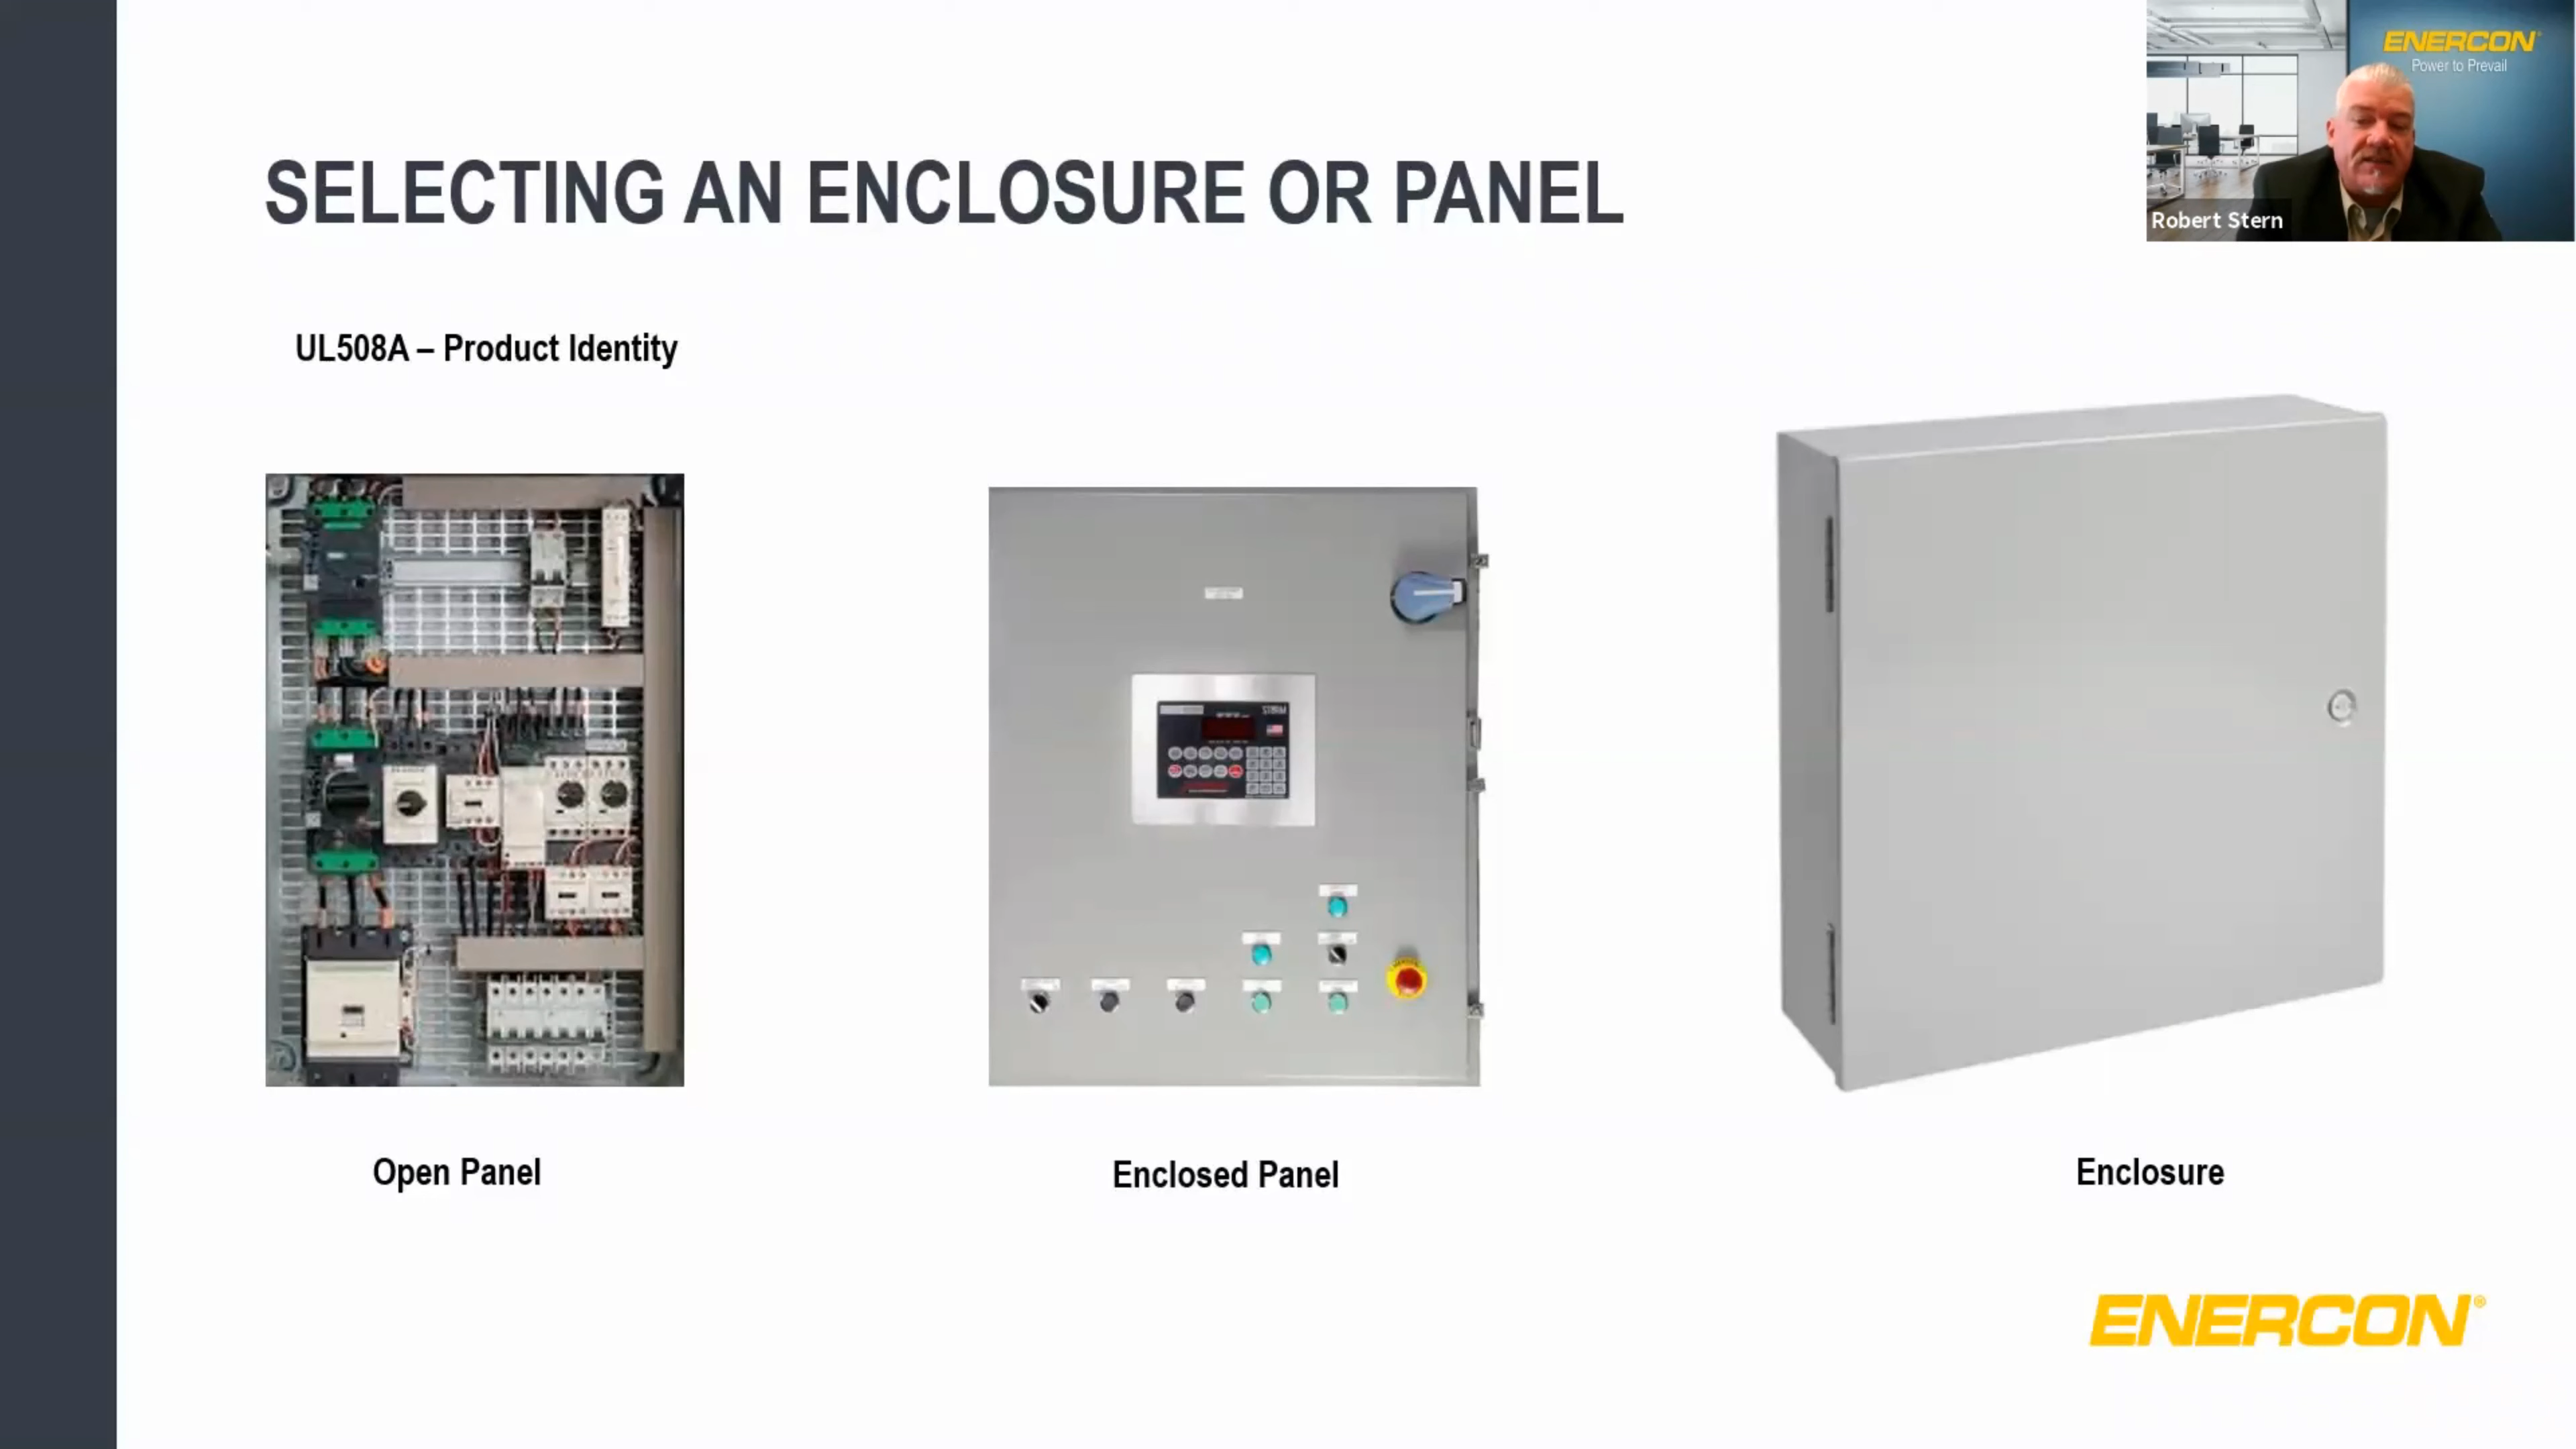 ENERCON®
Power to Prevail
Robert Stern
SELECTING AN ENCLOSURE OR PANEL
UL508A – Product Identity
STORM
Open Panel
Enclosed Panel
Enclosure
ENERCON®